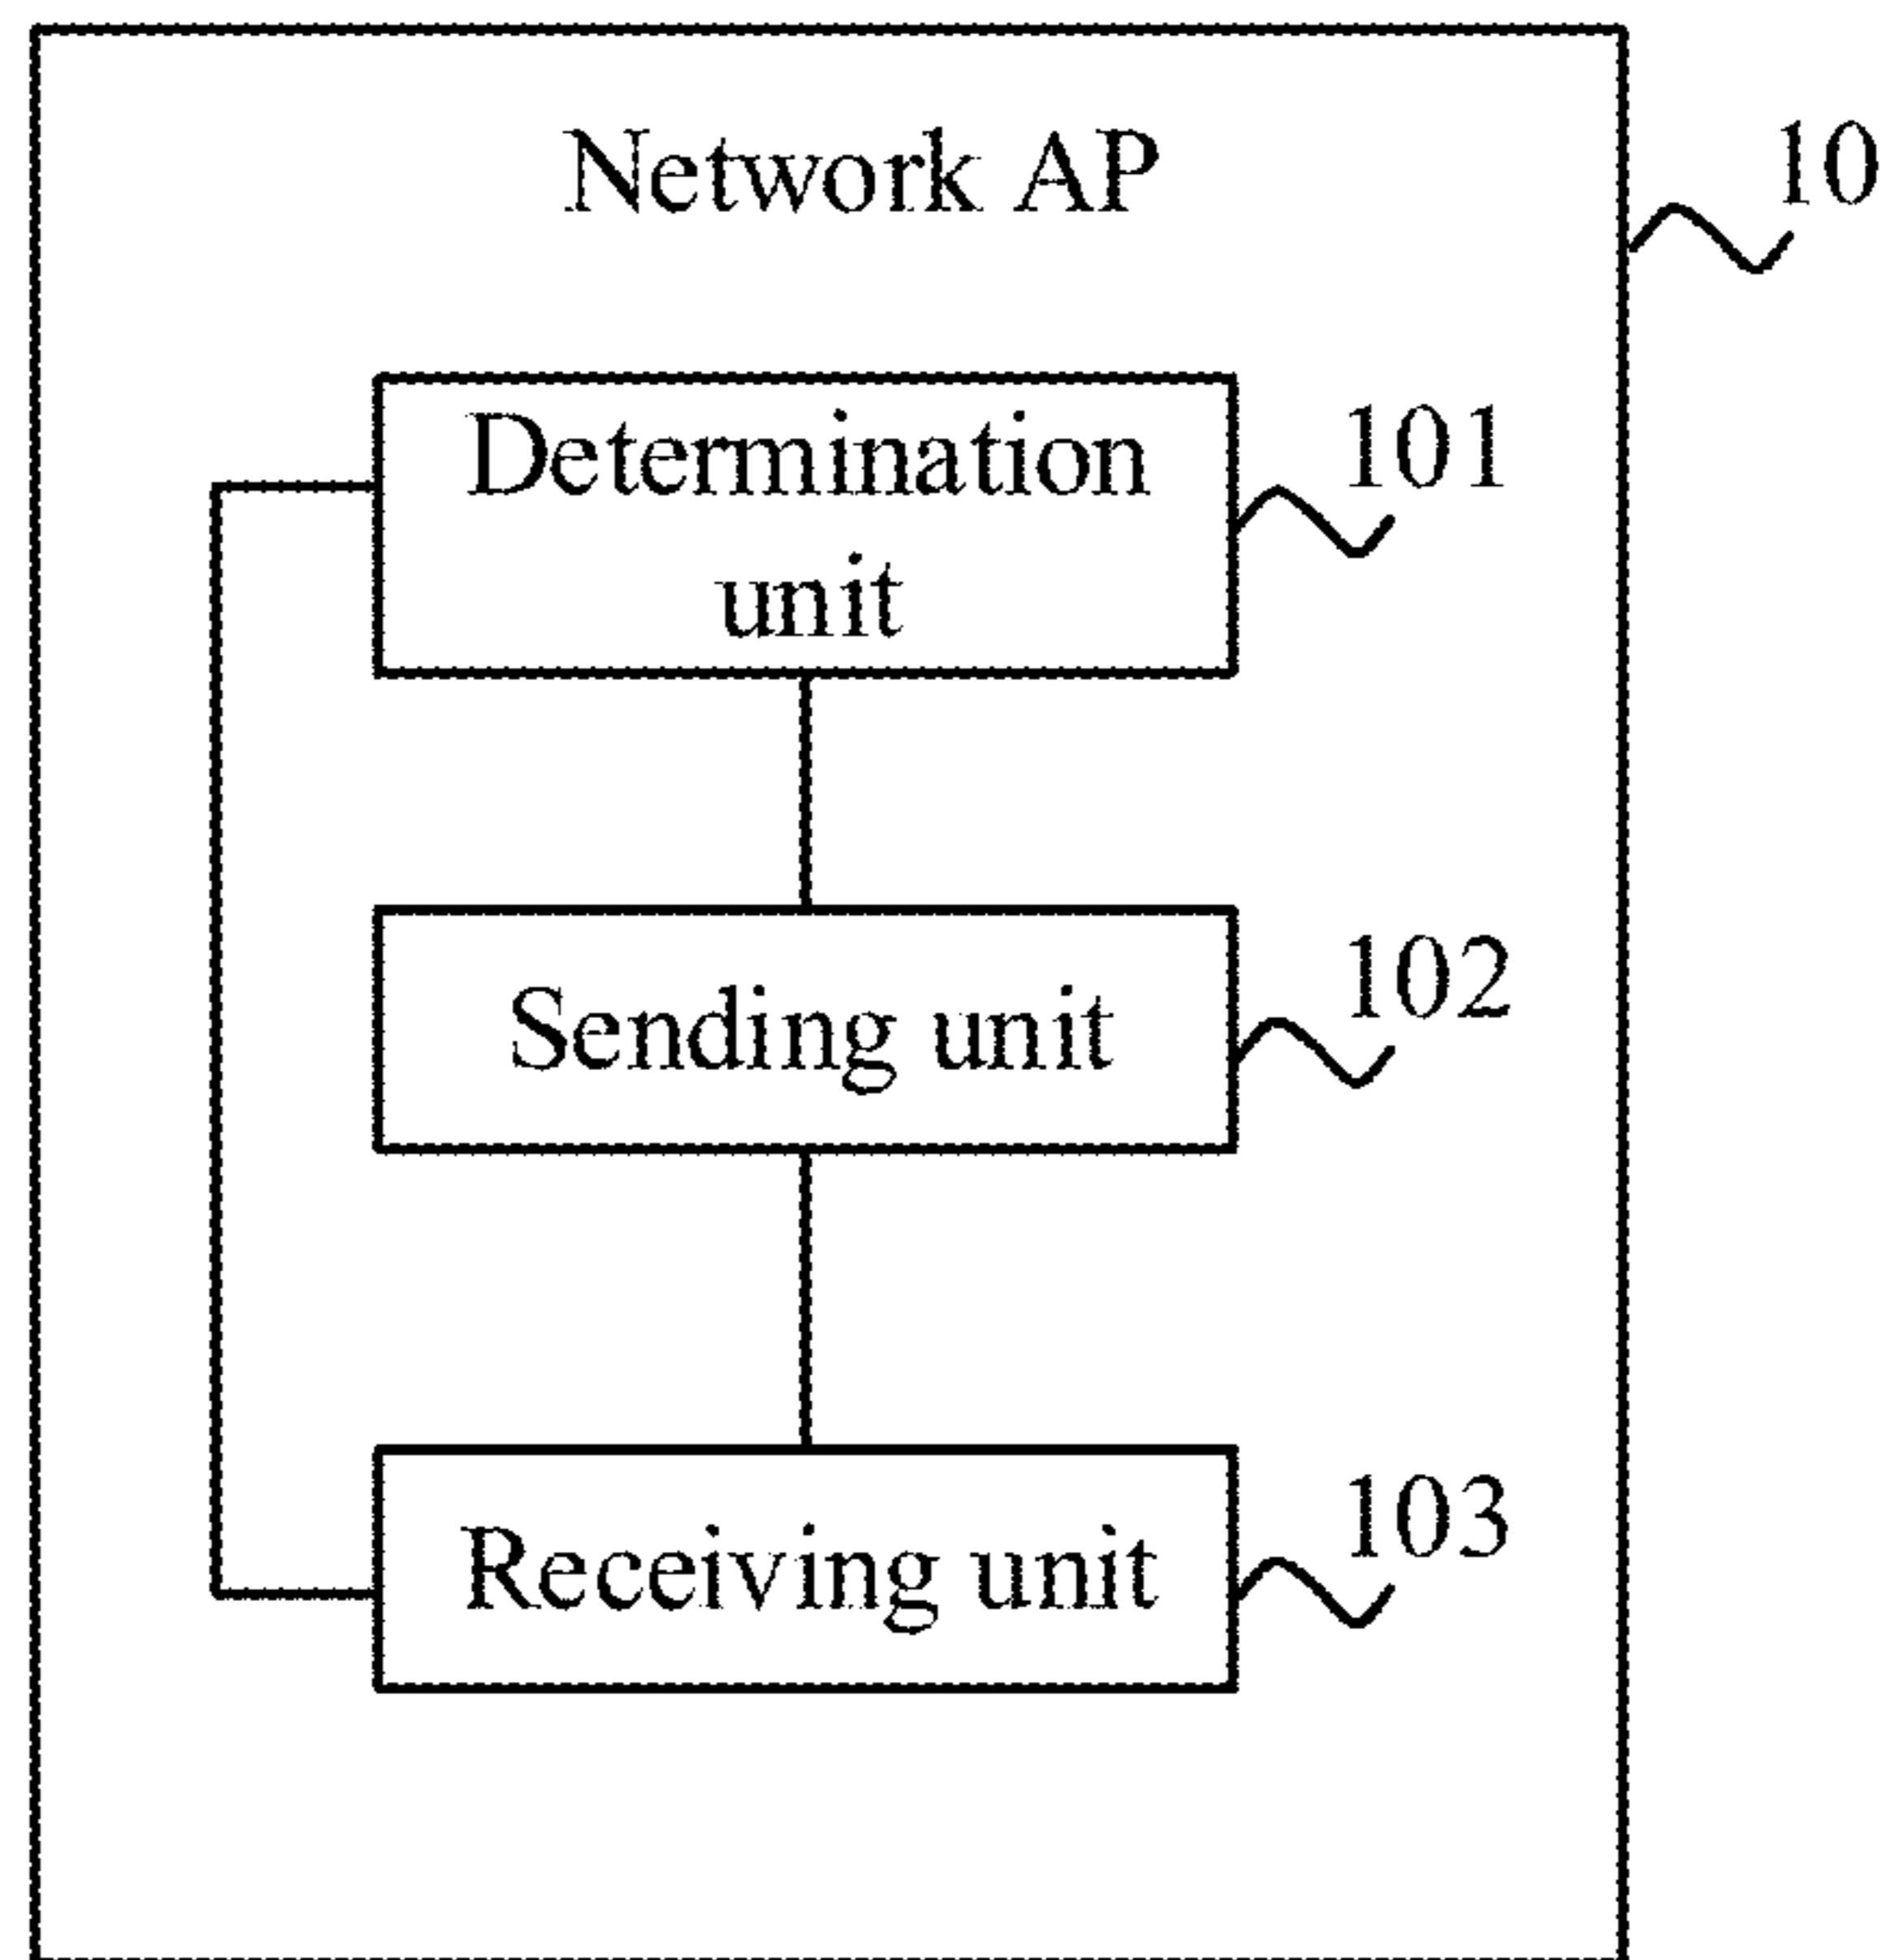 Network AP
10
Determination
unit
101
Sending unit
102
Receiving unit
103